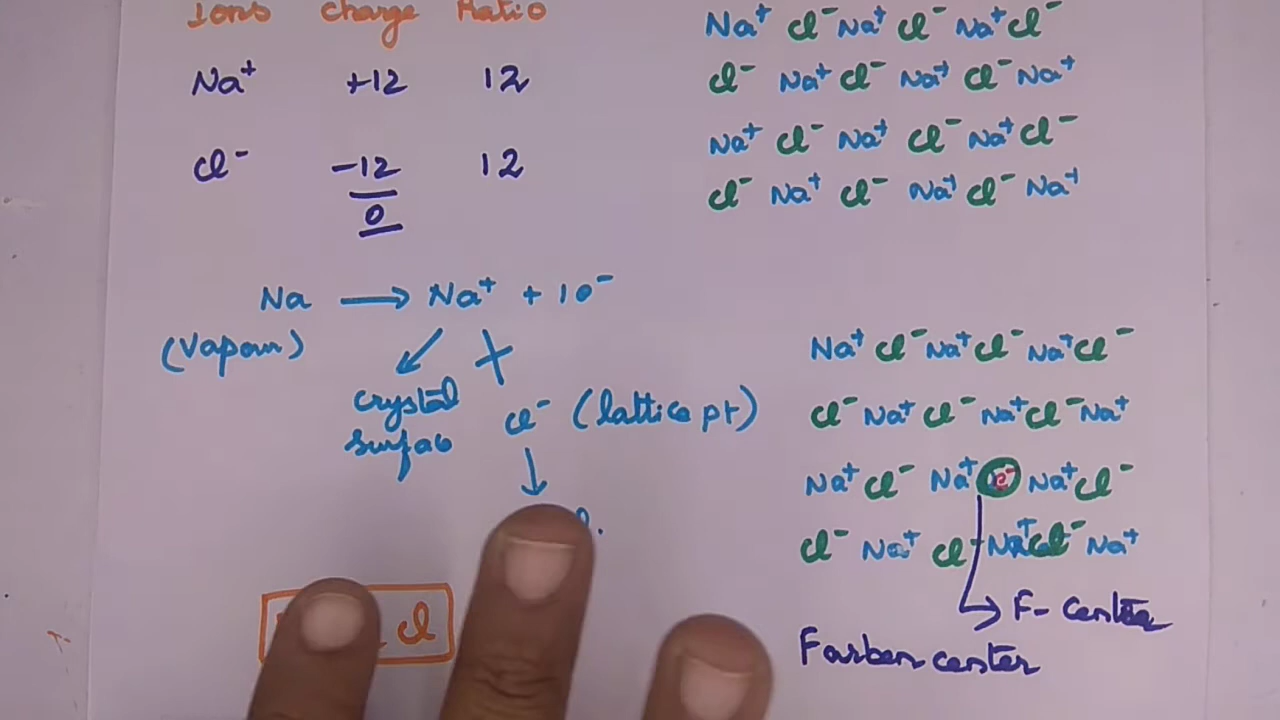 Ions Charge Ratio
Na⁺ +12 12
Cl⁻ -12 12
0
Na → Na⁺ + 1e⁻
(Vapour)
crystal
surface
Cl⁻ (lattice pt)
Cl
Na⁺ Cl⁻ Na⁺ Cl⁻ Na⁺ Cl⁻
Cl⁻ Na⁺ Cl⁻ Na⁺ Cl⁻ Na⁺
Na⁺ Cl⁻ Na⁺ Cl⁻ Na⁺ Cl⁻
Cl⁻ Na⁺ Cl⁻ Na⁺ Cl⁻ Na⁺
Na⁺ Cl⁻ Na⁺ Cl⁻ Na⁺ Cl⁻
Cl⁻ Na⁺ Cl⁻ Na⁺ Cl⁻ Na⁺
Na⁺ Cl⁻ Na⁺ e⁻ Na⁺ Cl⁻
Cl⁻ Na⁺ Cl⁻ Na⁺ Cl⁻ Na⁺
→ F- Center
Farben center